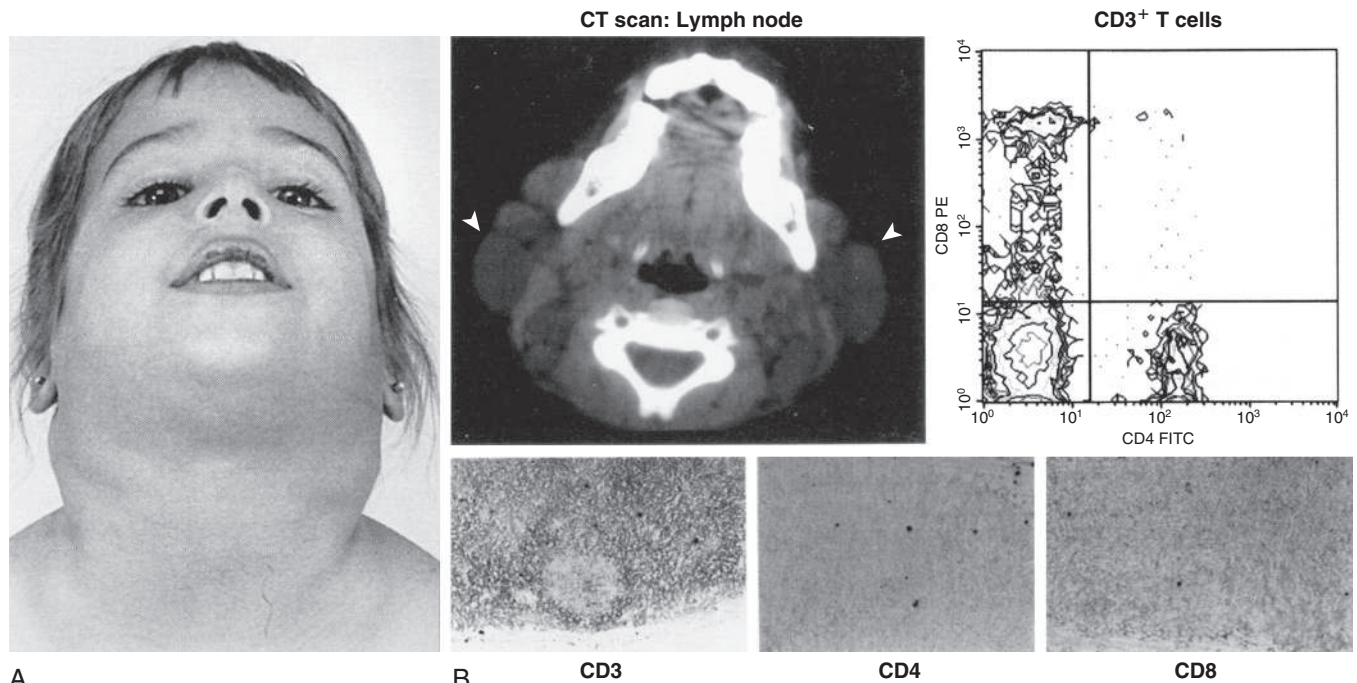 CT scan: Lymph node
CD3+ T cells
10⁴
10³
10²
10¹
10⁰
CD8 PE
10⁰ 10¹ 10² 10³ 10⁴
CD4 FITC
A
B
CD3
CD4
CD8